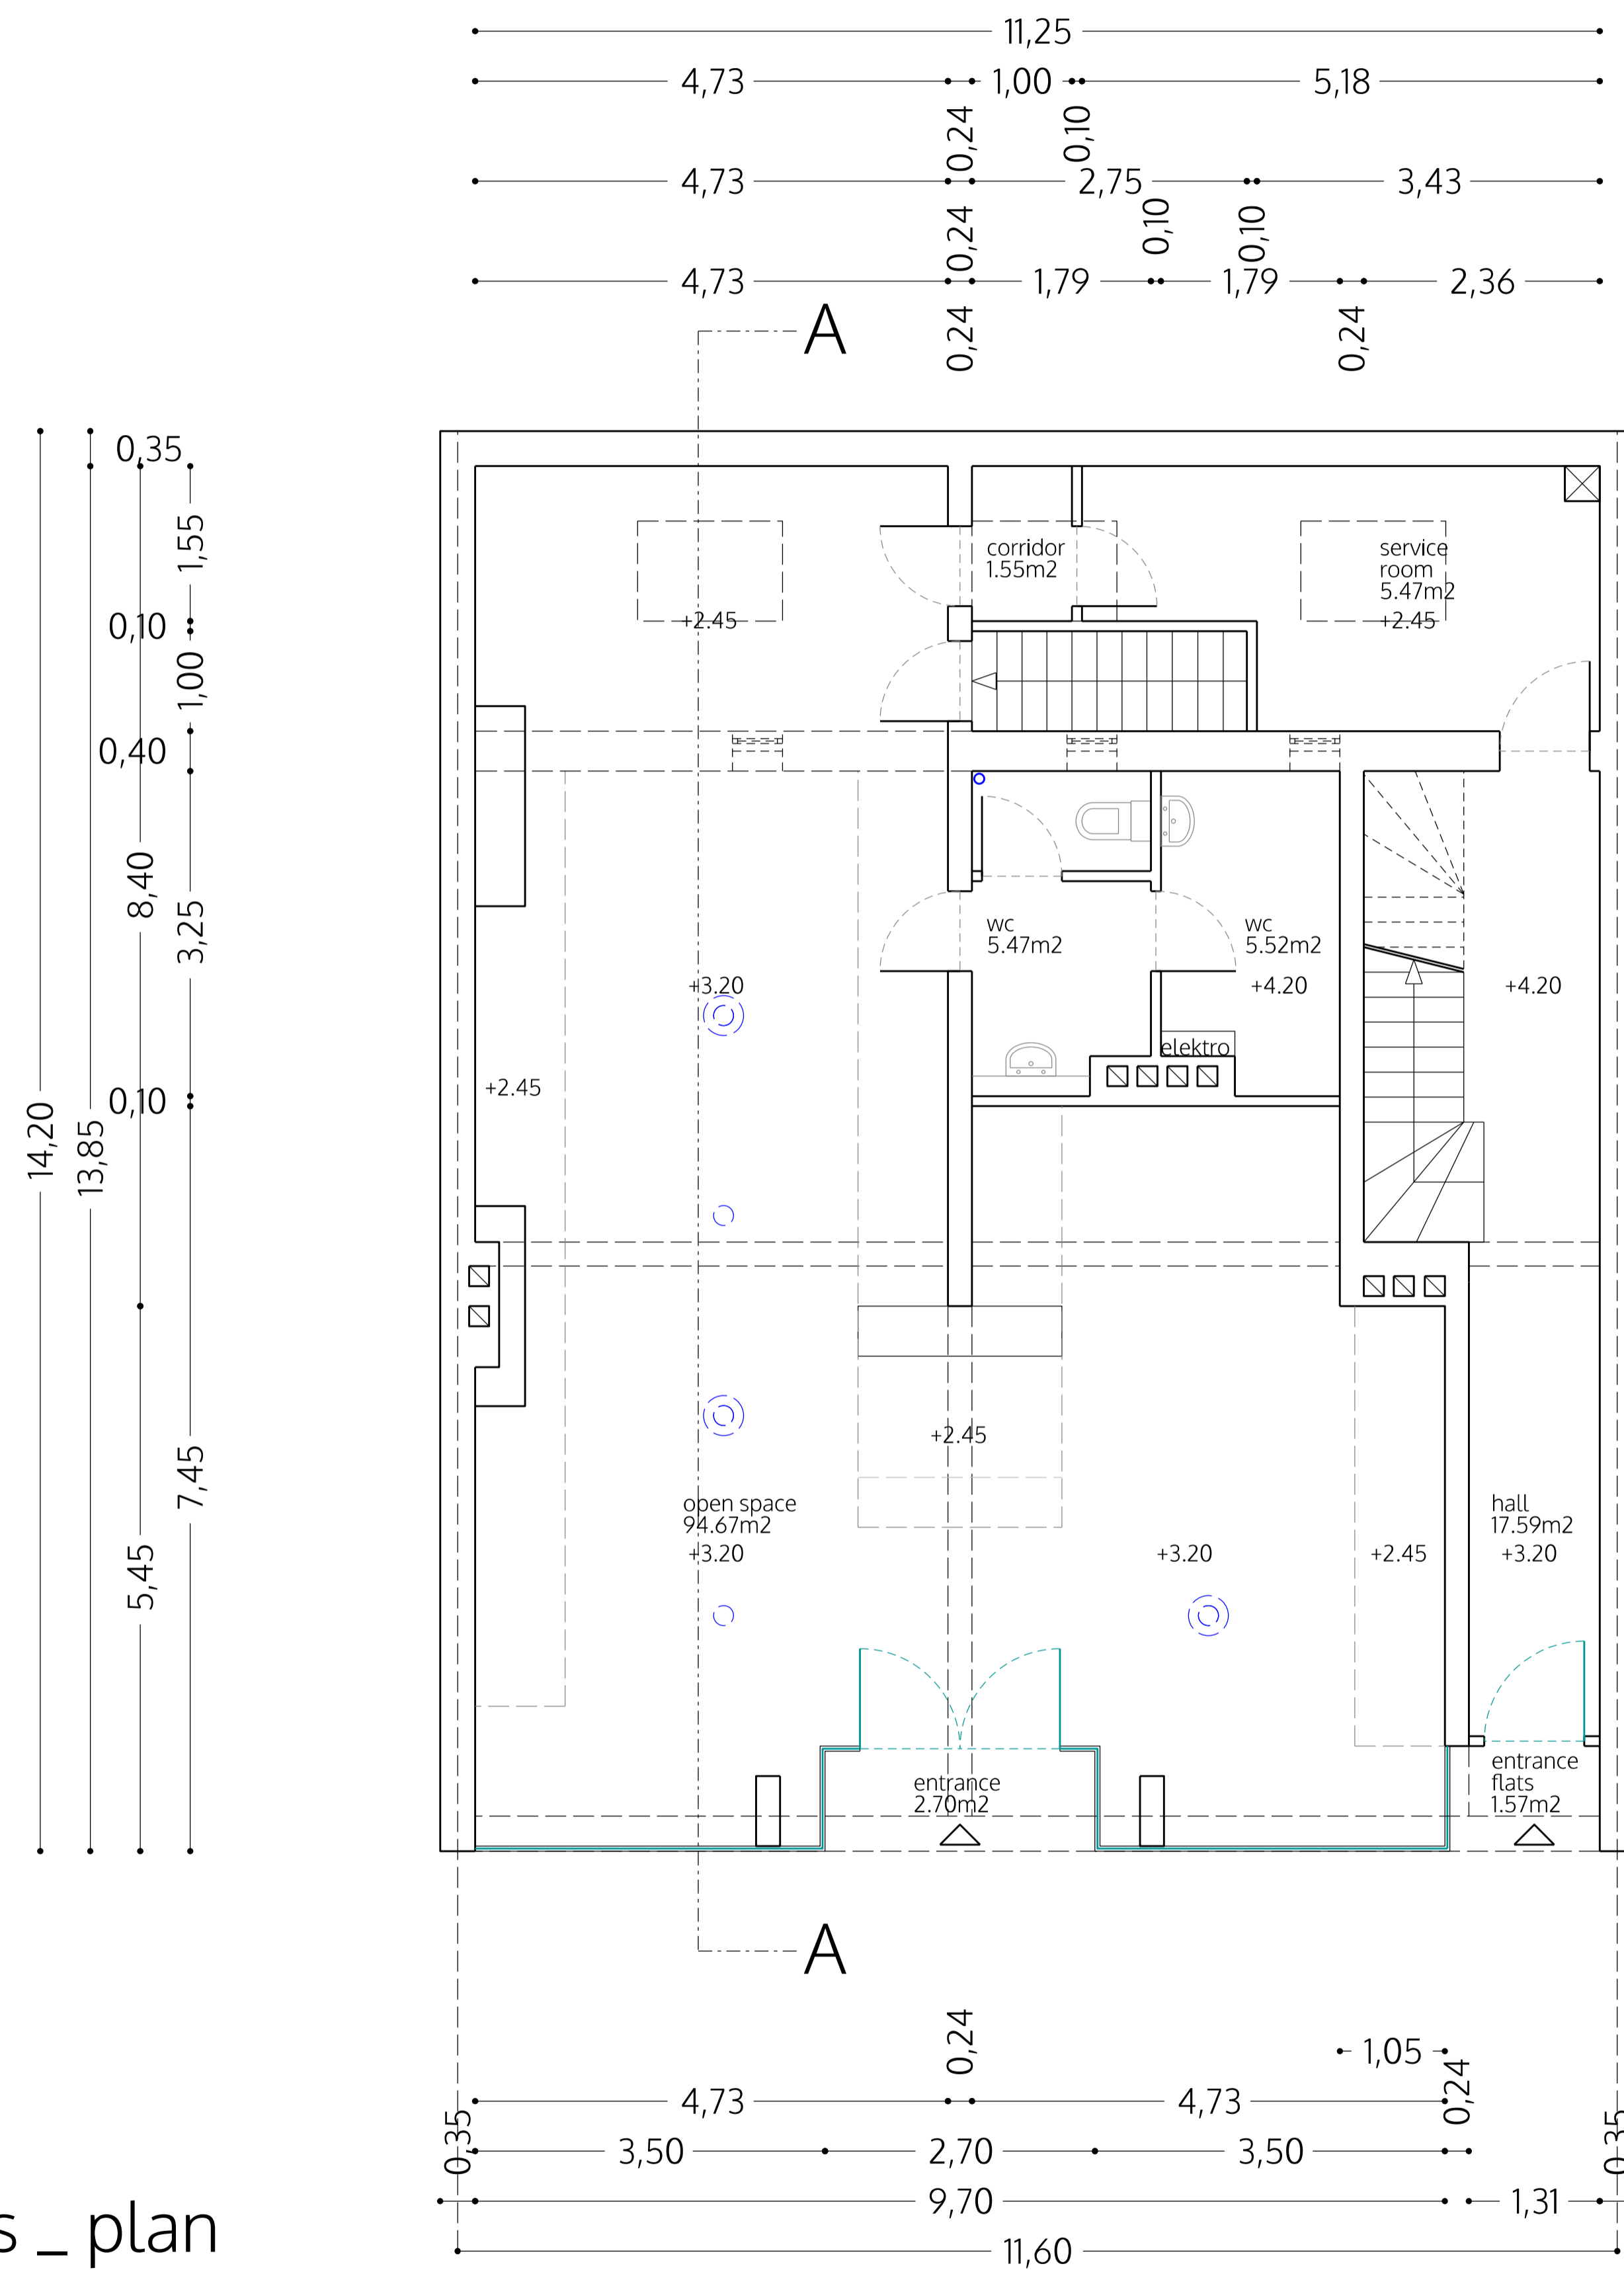 11,25
4,73
1,00
5,18
0,24
0,10
4,73
2,75
3,43
0,24
0,10
0,10
4,73
1,79
1,79
2,36
0,24
0,24
A
0,35
1,55
0,10
1,00
0,40
8,40
3,25
0,10
14,20
13,85
7,45
5,45
corridor
1.55m2
service
room
5.47m2
+2.45
+2.45
wc
5.47m2
wc
5.52m2
+3.20
+4.20
+4.20
elektro
+2.45
+2.45
open space
94.67m2
+3.20
+3.20
+2.45
hall
17.59m2
+3.20
entrance
2.70m2
entrance
flats
1.57m2
A
0,24
1,05
4,73
4,73
0,24
0,35
3,50
2,70
3,50
0,35
9,70
1,31
11,60
s _ plan